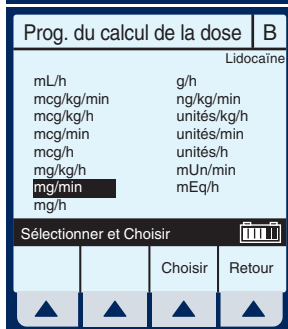 Prog. du calcul de la dose B
Lidocaïne
mL/h g/h
mcg/kg/min ng/kg/min
mcg/kg/h unités/kg/h
mcg/min unités/min
mcg/h unités/h
mg/kg/h mUn/min
mg/min mEq/h
mg/h
Sélectionner et Choisir
Choisir Retour